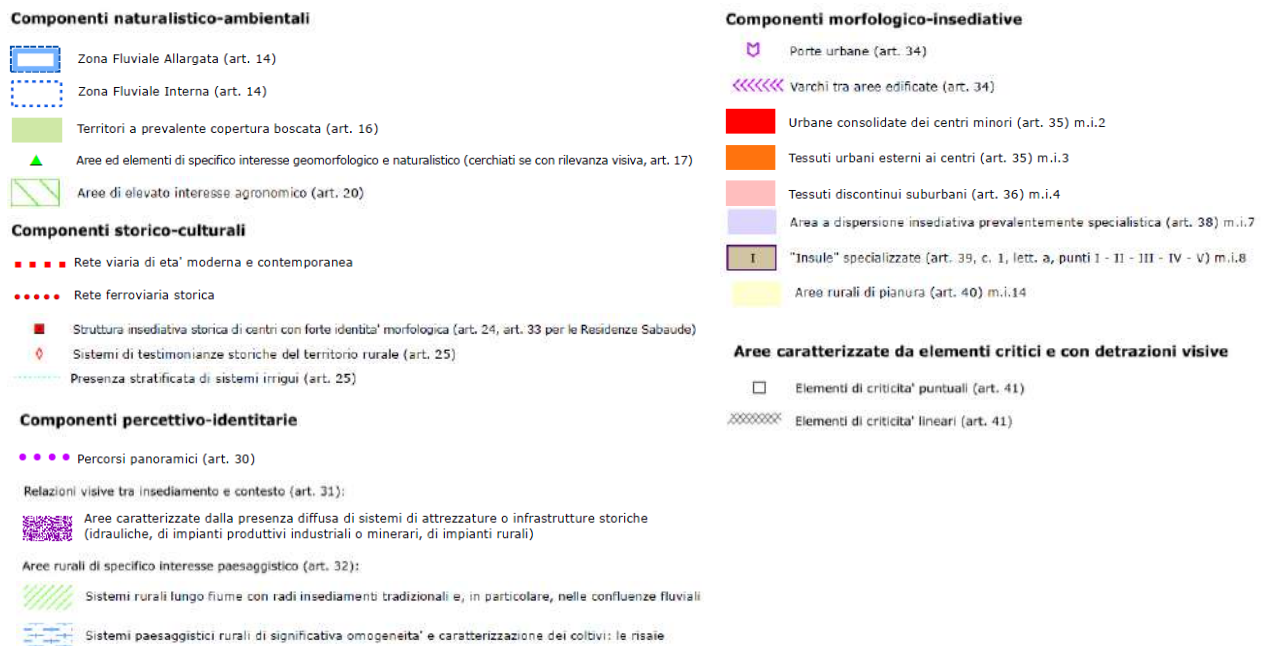 Componenti naturalistico-ambientali
Zona Fluviale Allargata (art. 14)
Zona Fluviale Interna (art. 14)
Territori a prevalente copertura boscata (art. 16)
Aree ed elementi di specifico interesse geomorfologico e naturalistico (cerchiati se con rilevanza visiva, art. 17)
Aree di elevato interesse agronomico (art. 20)
Componenti storico-culturali
Rete viaria di eta' moderna e contemporanea
Rete ferroviaria storica
Struttura insediativa storica di centri con forte identita' morfologica (art. 24, art. 33 per le Residenze Sabaude)
Sistemi di testimonianze storiche del territorio rurale (art. 25)
Presenza stratificata di sistemi irrigui (art. 25)
Componenti percettivo-identitarie
Percorsi panoramici (art. 30)
Relazioni visive tra insediamento e contesto (art. 31):
Aree caratterizzate dalla presenza diffusa di sistemi di attrezzature o infrastrutture storiche
(idrauliche, di impianti produttivi industriali o minerari, di impianti rurali)
Aree rurali di specifico interesse paesaggistico (art. 32):
Sistemi rurali lungo fiume con radi insediamenti tradizionali e, in particolare, nelle confluenze fluviali
Sistemi paesaggistici rurali di significativa omogeneita' e caratterizzazione dei coltivi: le risaie
Componenti morfologico-insediative
Porte urbane (art. 34)
Varchi tra aree edificate (art. 34)
Urbane consolidate dei centri minori (art. 35) m.i.2
Tessuti urbani esterni ai centri (art. 35) m.i.3
Tessuti discontinui suburbani (art. 36) m.i.4
Area a dispersione insediativa prevalentemente specialistica (art. 38) m.i.7
I "Insule" specializzate (art. 39, c. 1, lett. a, punti I - II - III - IV - V) m.i.8
Aree rurali di pianura (art. 40) m.i.14
Aree caratterizzate da elementi critici e con detrazioni visive
Elementi di criticita' puntuali (art. 41)
Elementi di criticita' lineari (art. 41)